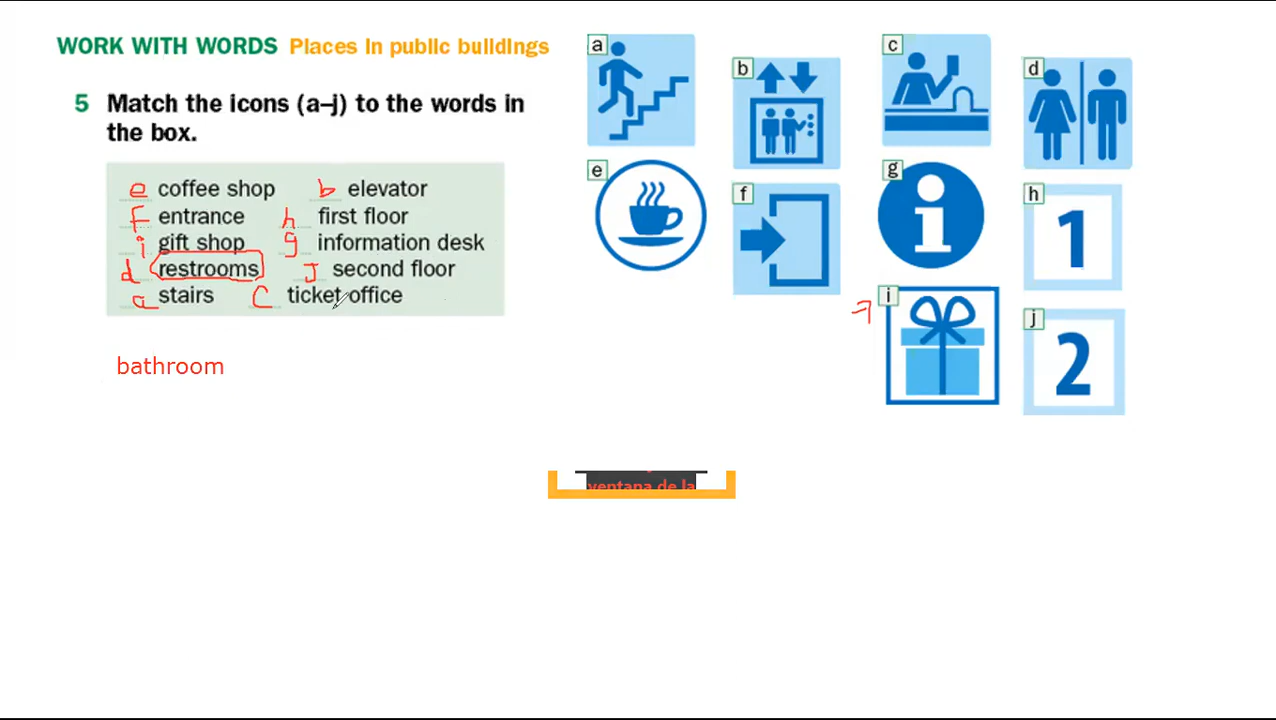 WORK WITH WORDS Places in public buildings
5 Match the icons (a–j) to the words in
the box.
e coffee shop b elevator
F entrance h first floor
i gift shop g information desk
d restrooms J second floor
a stairs C ticket office
bathroom
a
b
c
d
e
f
g
h
1
i
j
2
ventana de la